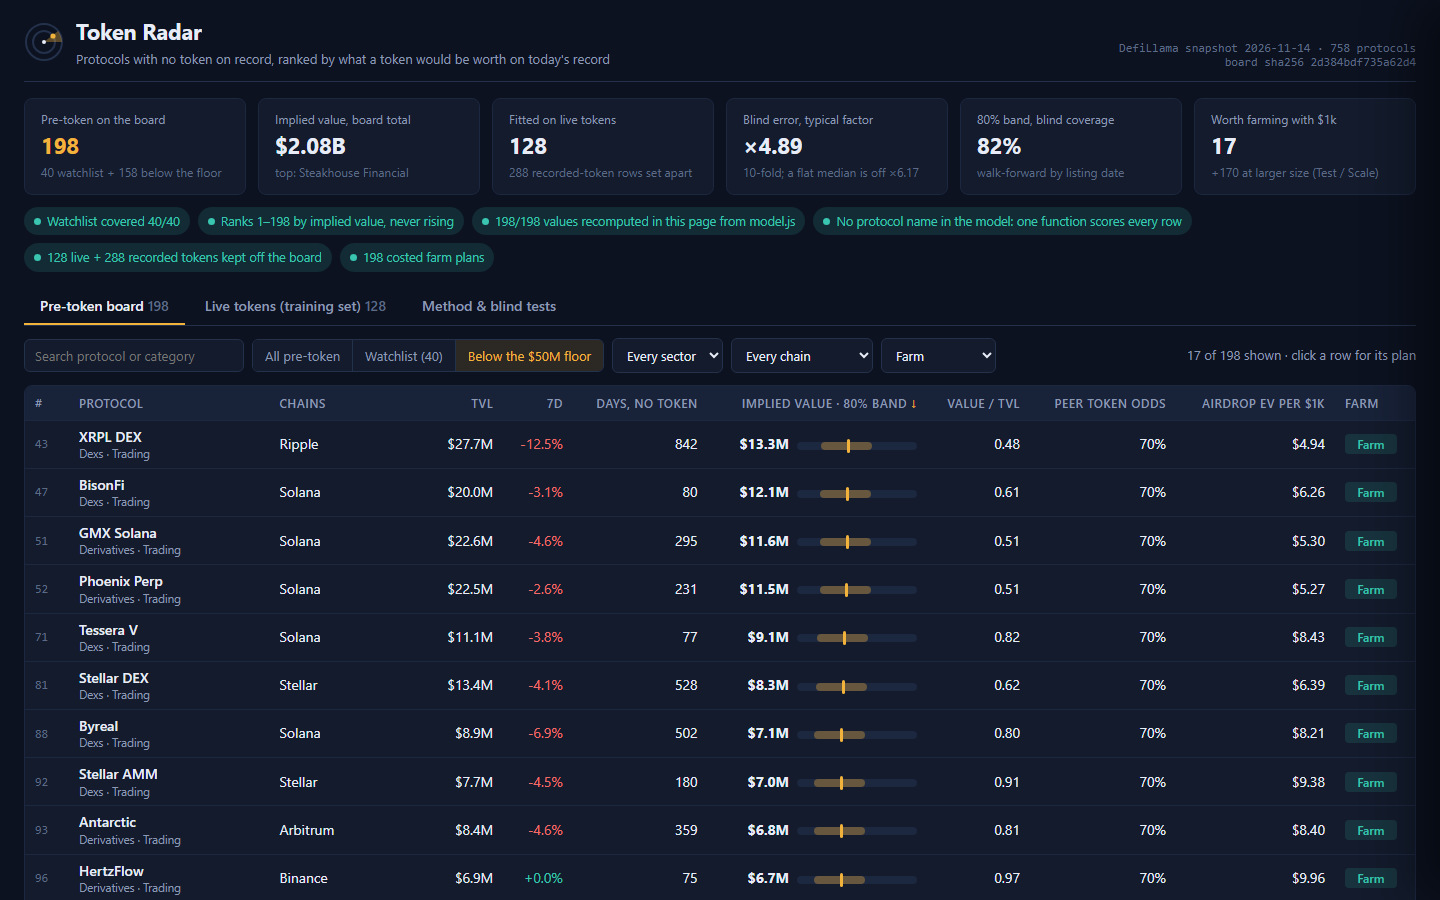 Token Radar
Protocols with no token on record, ranked by what a token would be worth on today's record
DefiLlama snapshot 2026-11-14 · 758 protocols
board sha256 2d384bdf735a62d4
Pre-token on the board
198
40 watchlist + 158 below the floor
Implied value, board total
$2.08B
top: Steakhouse Financial
Fitted on live tokens
128
288 recorded-token rows set apart
Blind error, typical factor
×4.89
10-fold; a flat median is off ×6.17
80% band, blind coverage
82%
walk-forward by listing date
Worth farming with $1k
17
+170 at larger size (Test / Scale)
Watchlist covered 40/40
Ranks 1–198 by implied value, never rising
198/198 values recomputed in this page from model.js
No protocol name in the model: one function scores every row
128 live + 288 recorded tokens kept off the board
198 costed farm plans
Pre-token board 198
Live tokens (training set) 128
Method & blind tests
Search protocol or category
All pre-token
Watchlist (40)
Below the $50M floor
Every sector
Every chain
Farm
17 of 198 shown · click a row for its plan
# PROTOCOL CHAINS TVL 7D DAYS, NO TOKEN IMPLIED VALUE · 80% BAND ↓ VALUE / TVL PEER TOKEN ODDS AIRDROP EV PER $1K FARM
43 XRPL DEX Ripple $27.7M -12.5% 842 $13.3M 0.48 70% $4.94 Farm
Dexs · Trading
47 BisonFi Solana $20.0M -3.1% 80 $12.1M 0.61 70% $6.26 Farm
Dexs · Trading
51 GMX Solana Solana $22.6M -4.6% 295 $11.6M 0.51 70% $5.30 Farm
Derivatives · Trading
52 Phoenix Perp Solana $22.5M -2.6% 231 $11.5M 0.51 70% $5.27 Farm
Derivatives · Trading
71 Tessera V Solana $11.1M -3.8% 77 $9.1M 0.82 70% $8.43 Farm
Dexs · Trading
81 Stellar DEX Stellar $13.4M -4.1% 528 $8.3M 0.62 70% $6.39 Farm
Dexs · Trading
88 Byreal Solana $8.9M -6.9% 502 $7.1M 0.80 70% $8.21 Farm
Dexs · Trading
92 Stellar AMM Stellar $7.7M -4.5% 180 $7.0M 0.91 70% $9.38 Farm
Dexs · Trading
93 Antarctic Arbitrum $8.4M -4.6% 359 $6.8M 0.81 70% $8.40 Farm
Derivatives · Trading
96 HertzFlow Binance $6.9M +0.0% 75 $6.7M 0.97 70% $9.96 Farm
Derivatives · Trading